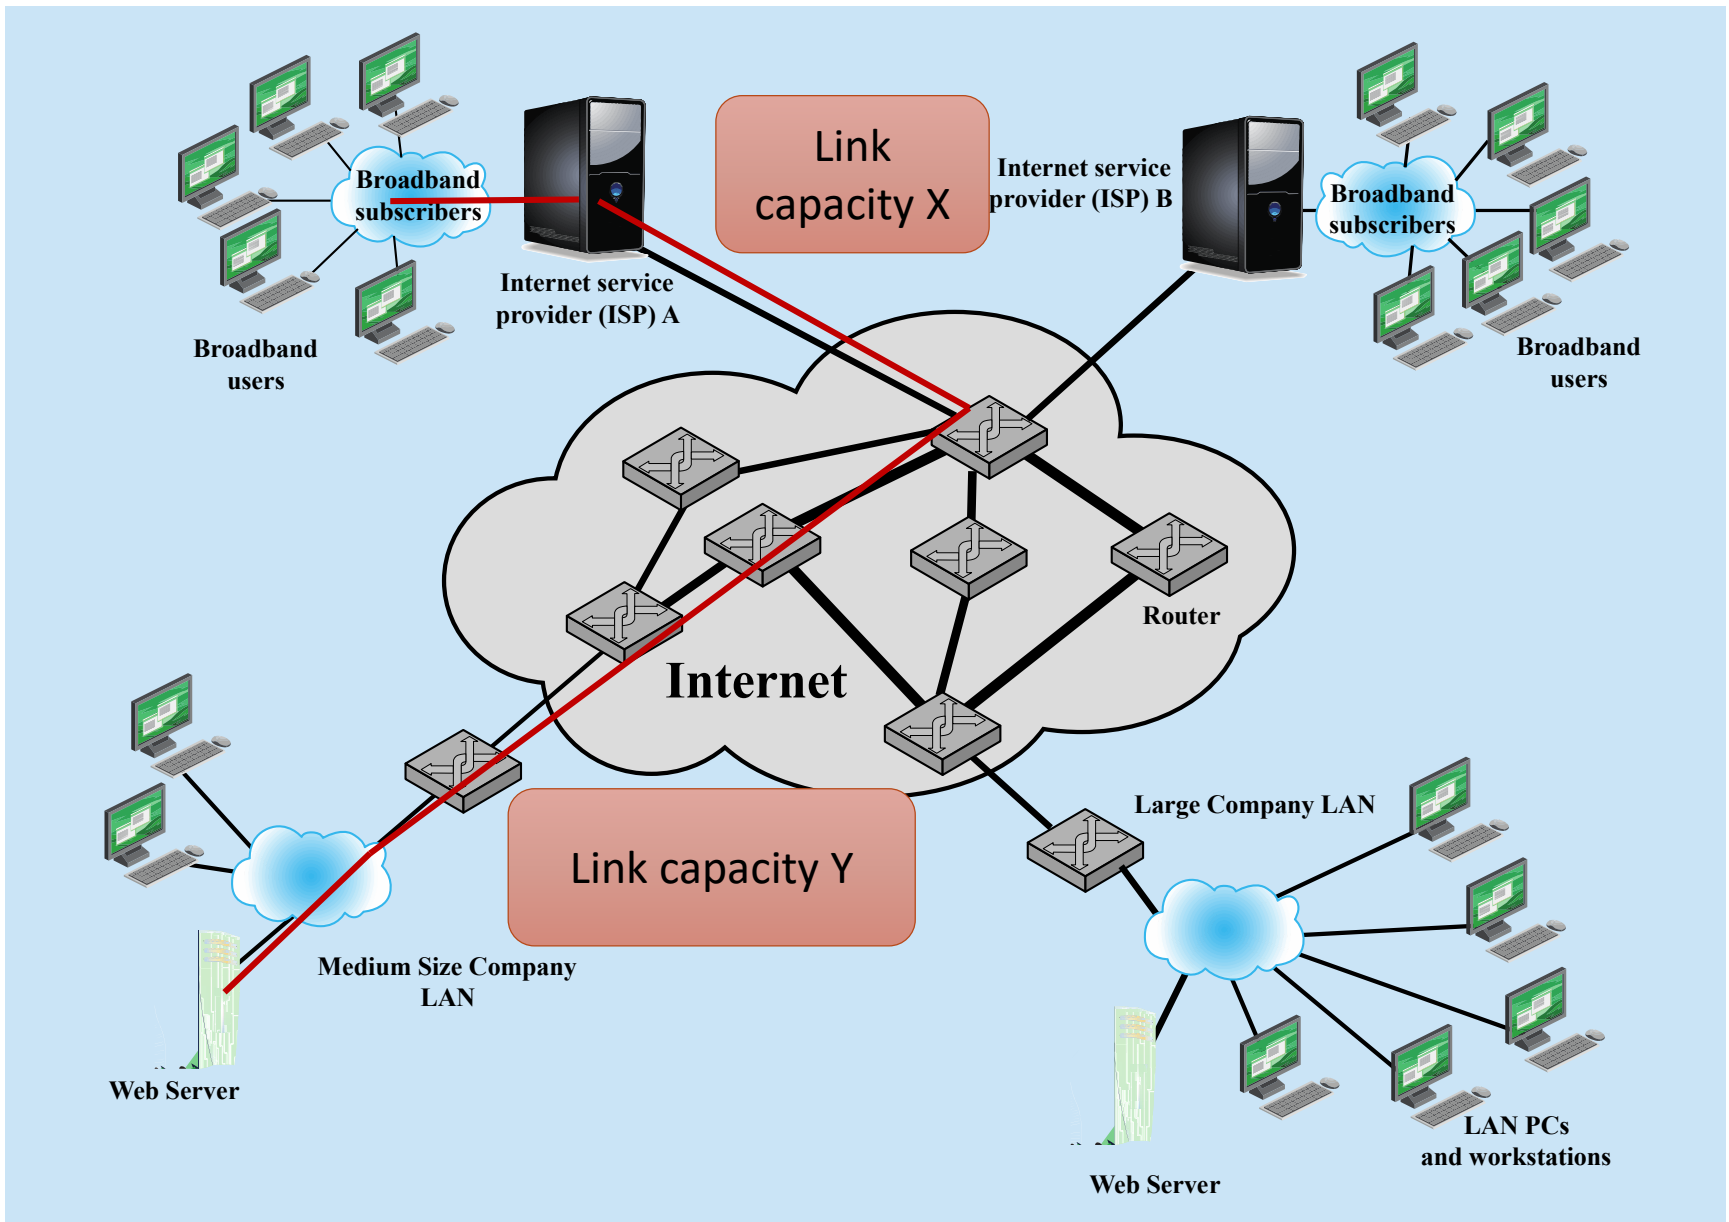 Link
capacity X
Broadband
subscribers
Internet service
provider (ISP) A
Broadband
users
Internet service
provider (ISP) B
Broadband
subscribers
Broadband
users
Router
Internet
Link capacity Y
Large Company LAN
Medium Size Company
LAN
Web Server
LAN PCs
and workstations
Web Server